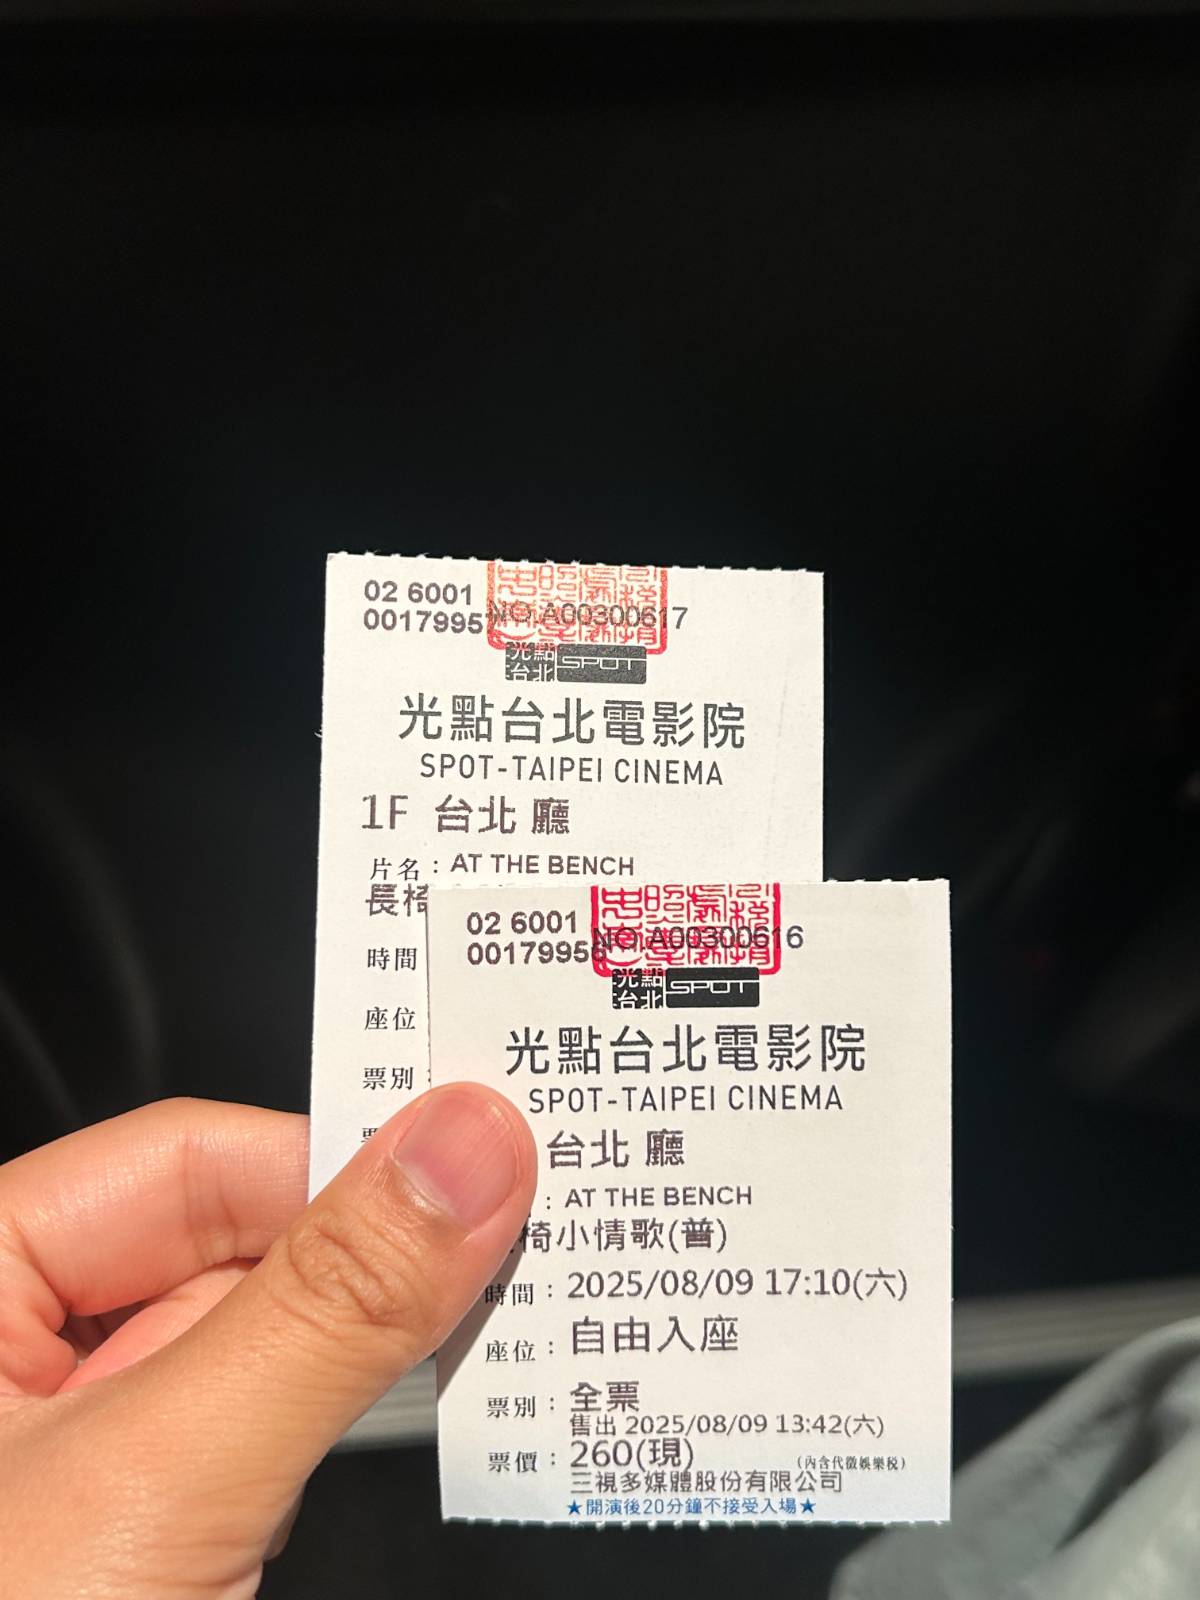 02 6001
0017995
NO.A00300617
光點台北 SPOT
光點台北電影院
SPOT-TAIPEI CINEMA
1F 台北 廳
片名：AT THE BENCH
長椅
時間
座位
票別：
02 6001
00179956
NO.A00300616
光點台北 SPOT
光點台北電影院
SPOT-TAIPEI CINEMA
台北 廳
：AT THE BENCH
椅小情歌(普)
時間：2025/08/09 17:10(六)
座位：自由入座
票別：全票
售出 2025/08/09 13:42(六)
票價：260(現) (內含代徵娛樂稅)
三視多媒體股份有限公司
★開演後20分鐘不接受入場★